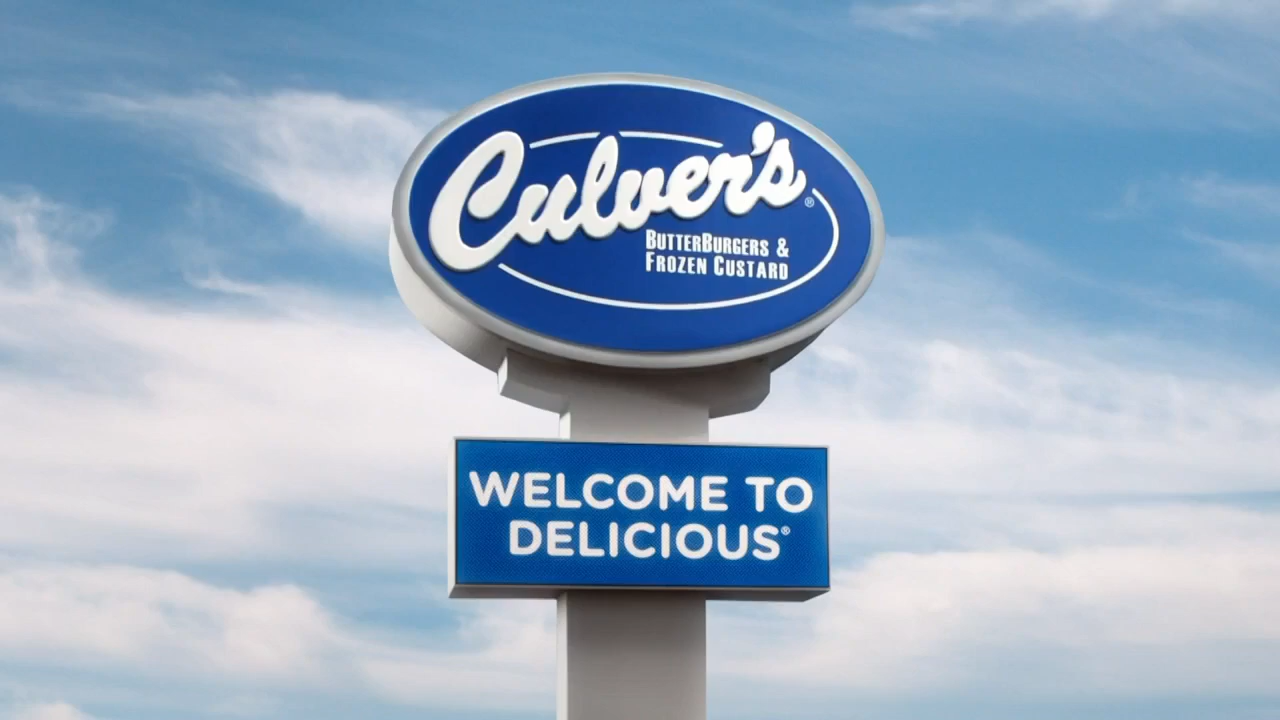 Culver's®
BUTTERBURGERS &
FROZEN CUSTARD
WELCOME TO
DELICIOUS®